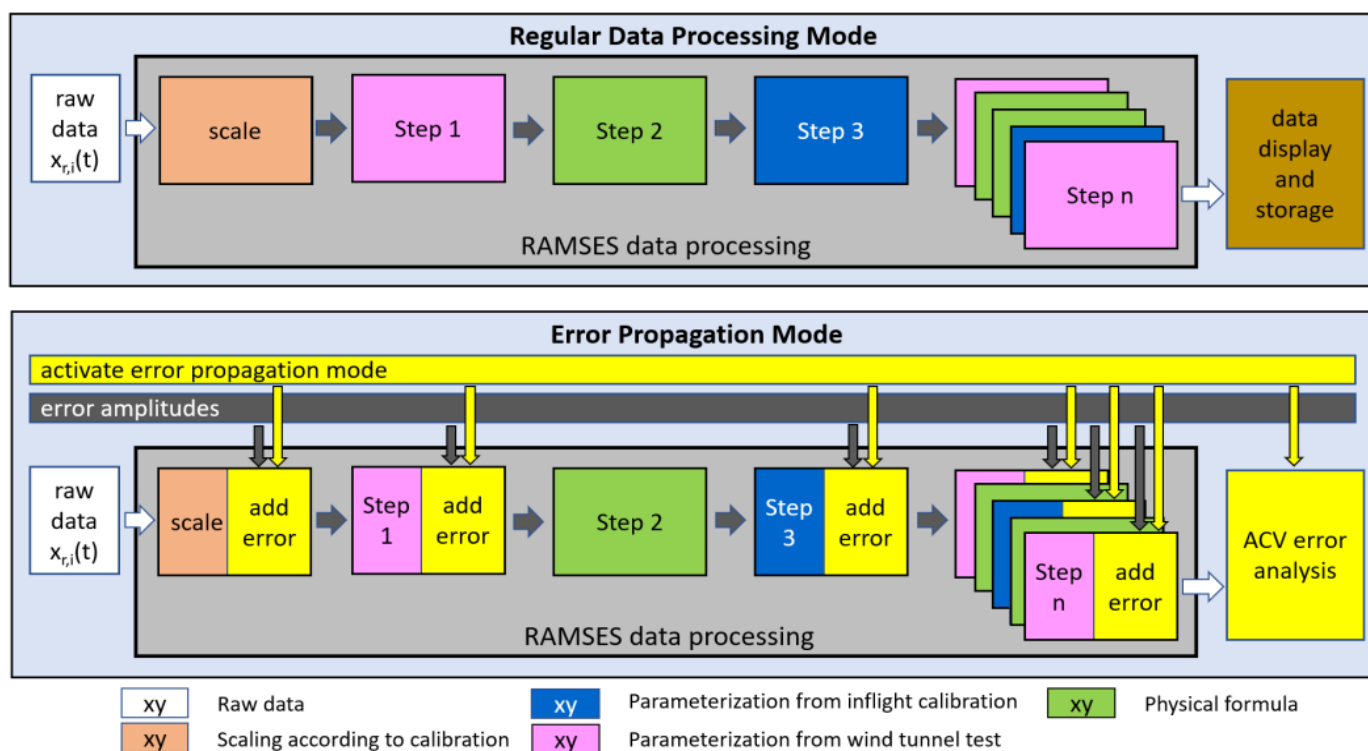 Regular Data Processing Mode
raw
data
x_r,i(t)
scale
Step 1
Step 2
Step 3
Step n
data
display
and
storage
RAMSES data processing
Error Propagation Mode
activate error propagation mode
error amplitudes
raw
data
x_r,i(t)
scale
add
error
Step
1
add
error
Step 2
Step
3
add
error
Step
n
add
error
ACV error
analysis
RAMSES data processing
xy Raw data
xy Parameterization from inflight calibration
xy Physical formula
xy Scaling according to calibration
xy Parameterization from wind tunnel test